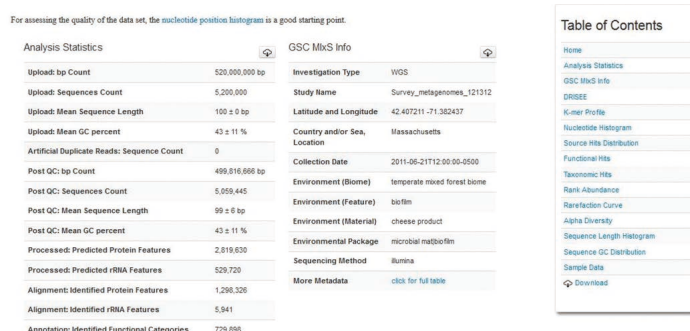 For assessing the quality of the data set, the nucleotide position histogram is a good starting point.
Analysis Statistics
Upload: bp Count 520,000,000 bp
Upload: Sequences Count 5,200,000
Upload: Mean Sequence Length 100 ± 0 bp
Upload: Mean GC percent 43 ± 11 %
Artificial Duplicate Reads: Sequence Count 0
Post QC: bp Count 499,816,666 bp
Post QC: Sequences Count 5,059,445
Post QC: Mean Sequence Length 99 ± 6 bp
Post QC: Mean GC percent 43 ± 11 %
Processed: Predicted Protein Features 2,819,630
Processed: Predicted rRNA Features 529,720
Alignment: Identified Protein Features 1,298,326
Alignment: Identified rRNA Features 5,941
Annotation: Identified Functional Categories 729,898
GSC MIxS Info
Investigation Type WGS
Study Name Survey_metagenomes_121312
Latitude and Longitude 42.407211 -71.382437
Country and/or Sea, Massachusetts
Location
Collection Date 2011-06-21T12:00:00-0500
Environment (Biome) temperate mixed forest biome
Environment (Feature) biofilm
Environment (Material) cheese product
Environmental Package microbial mat|biofilm
Sequencing Method illumina
More Metadata click for full table
Table of Contents
Home
Analysis Statistics
GSC MIxS Info
DRISEE
K-mer Profile
Nucleotide Histogram
Source Hits Distribution
Functional Hits
Taxonomic Hits
Rank Abundance
Rarefaction Curve
Alpha Diversity
Sequence Length Histogram
Sequence GC Distribution
Sample Data
Download